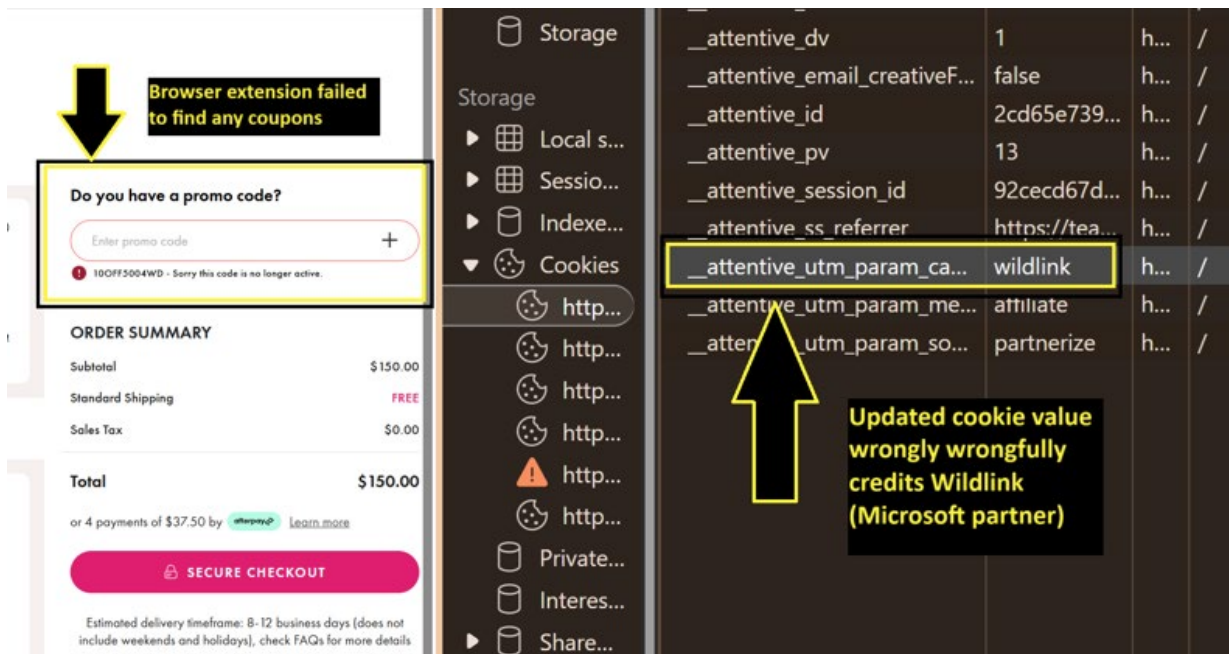 Browser extension failed
to find any coupons
Do you have a promo code?
Enter promo code +
10OFF5004WD - Sorry this code is no longer active.
ORDER SUMMARY
Subtotal $150.00
Standard Shipping FREE
Sales Tax $0.00
Total $150.00
or 4 payments of $37.50 by afterpay Learn more
SECURE CHECKOUT
Estimated delivery timeframe: 8-12 business days (does not
include weekends and holidays), check FAQs for more details
Storage
Storage
Local s...
Sessio...
Indexe...
Cookies
http...
http...
http...
http...
http...
http...
Private...
Interes...
Share...
__attentive_dv 1 h... /
__attentive_email_creativeF... false h... /
__attentive_id 2cd65e739... h... /
__attentive_pv 13 h... /
__attentive_session_id 92cecd67d... h... /
__attentive_ss_referrer https://tea... h... /
__attentive_utm_param_ca... wildlink h... /
__attentive_utm_param_me... affiliate h... /
utm_param_so... partnerize h... /
Updated cookie value
wrongly wrongfully
credits Wildlink
(Microsoft partner)